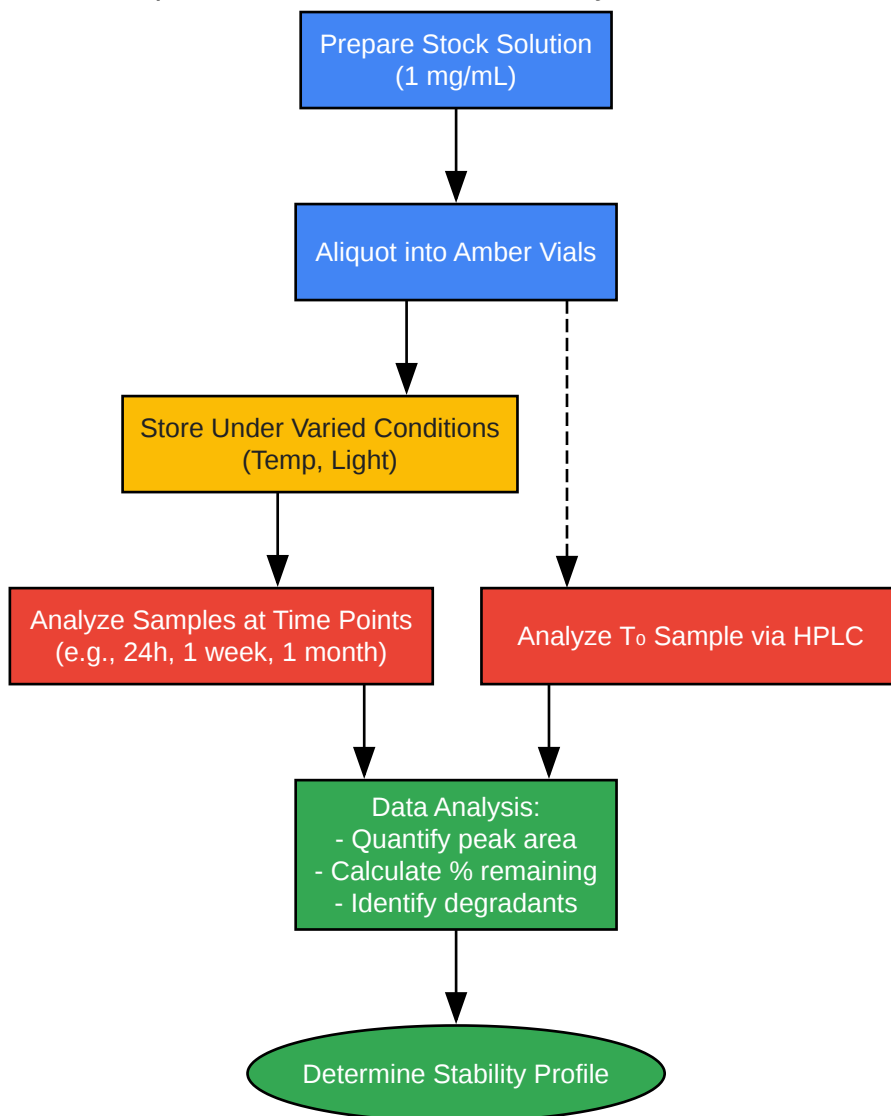 Prepare Stock Solution
(1 mg/mL)
Aliquot into Amber Vials
Store Under Varied Conditions
(Temp, Light)
Analyze Samples at Time Points
(e.g., 24h, 1 week, 1 month)
Analyze T₀ Sample via HPLC
Data Analysis:
- Quantify peak area
- Calculate % remaining
- Identify degradants
Determine Stability Profile